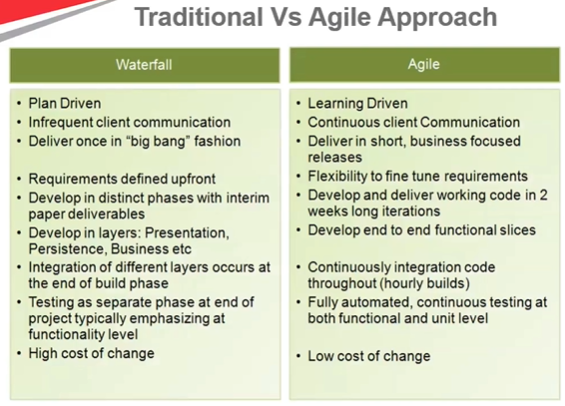 Traditional Vs Agile Approach
Waterfall
• Plan Driven
• Infrequent client communication
• Deliver once in “big bang” fashion
• Requirements defined upfront
• Develop in distinct phases with interim
paper deliverables
• Develop in layers: Presentation,
Persistence, Business etc
• Integration of different layers occurs at
the end of build phase
• Testing as separate phase at end of
project typically emphasizing at
functionality level
• High cost of change
Agile
• Learning Driven
• Continuous client Communication
• Deliver in short, business focused
releases
• Flexibility to fine tune requirements
• Develop and deliver working code in 2
weeks long iterations
• Develop end to end functional slices
• Continuously integration code
throughout (hourly builds)
• Fully automated, continuous testing at
both functional and unit level
• Low cost of change